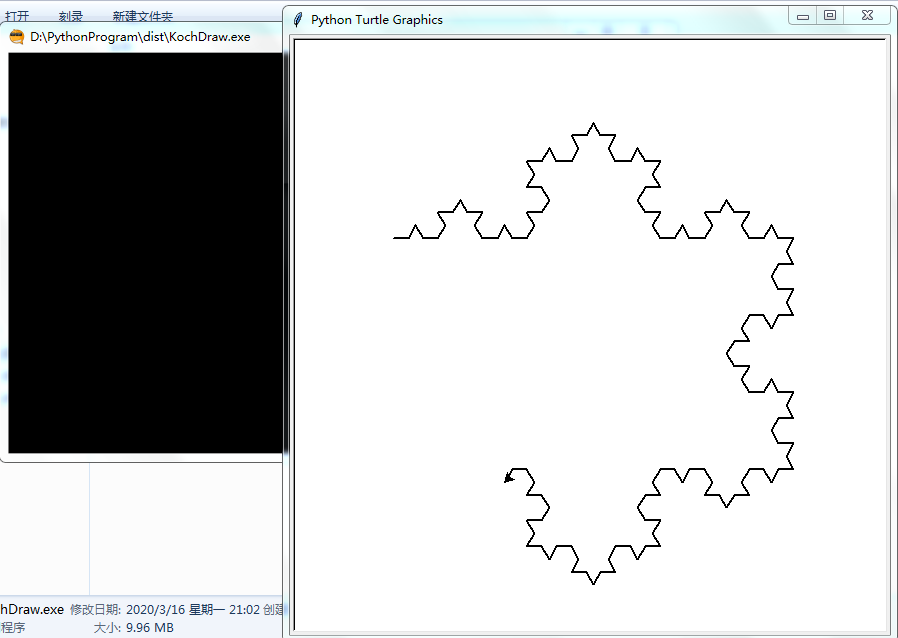 打开 刻录 新建文件夹
Python Turtle Graphics
D:\PythonProgram\dist\KochDraw.exe
hDraw.exe 修改日期: 2020/3/16 星期一 21:02 创建
程序 大小: 9.96 MB